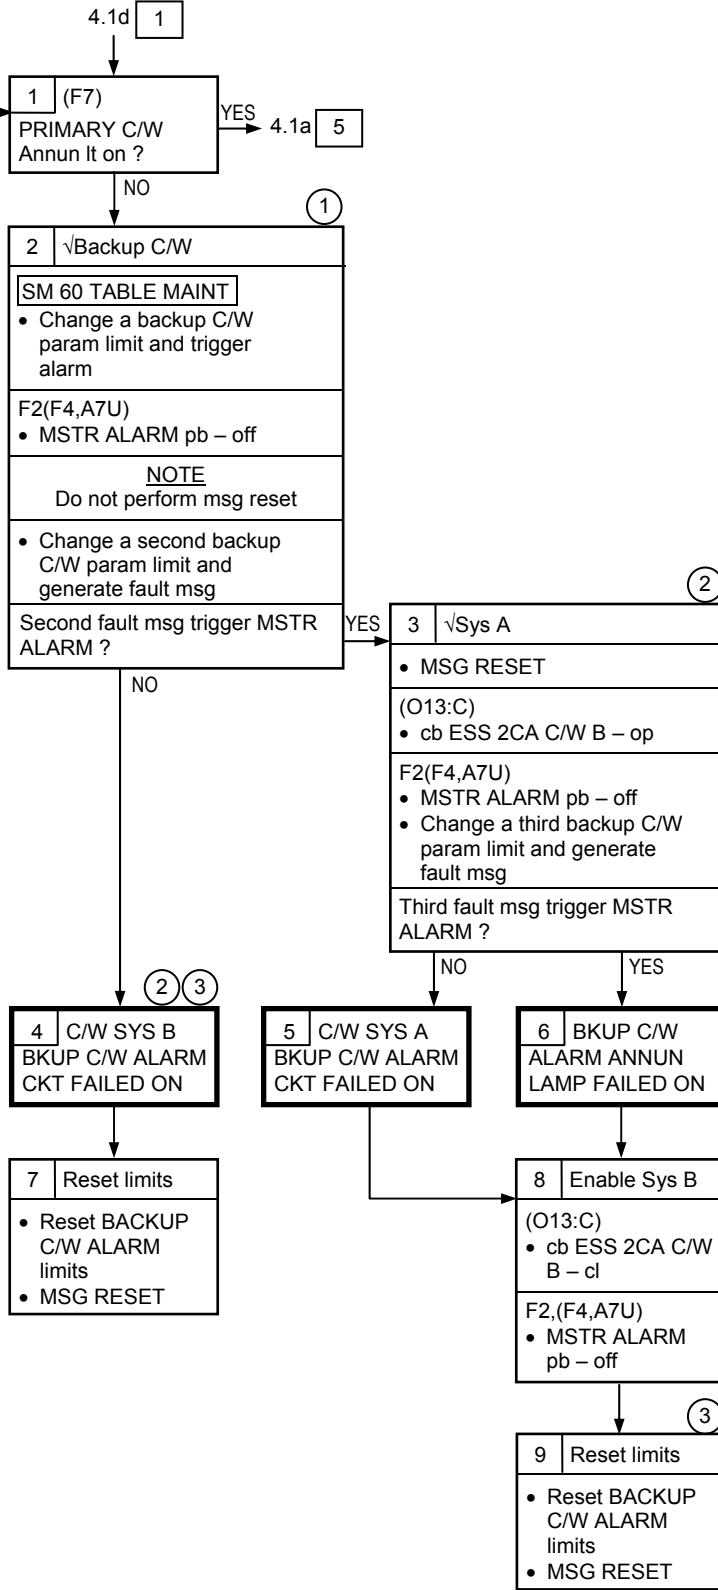 4.1d 1
1 (F7)
PRIMARY C/W
Annun lt on ?
YES
4.1a 5
NO
1
2 √Backup C/W
SM 60 TABLE MAINT
• Change a backup C/W
param limit and trigger
alarm
F2(F4,A7U)
• MSTR ALARM pb – off
NOTE
Do not perform msg reset
• Change a second backup
C/W param limit and
generate fault msg
Second fault msg trigger MSTR
ALARM ?
YES
NO
2
3 √Sys A
• MSG RESET
(O13:C)
• cb ESS 2CA C/W B – op
F2(F4,A7U)
• MSTR ALARM pb – off
• Change a third backup C/W
param limit and generate
fault msg
Third fault msg trigger MSTR
ALARM ?
NO
YES
2 3
4 C/W SYS B
BKUP C/W ALARM
CKT FAILED ON
5 C/W SYS A
BKUP C/W ALARM
CKT FAILED ON
6 BKUP C/W
ALARM ANNUN
LAMP FAILED ON
7 Reset limits
• Reset BACKUP
C/W ALARM
limits
• MSG RESET
8 Enable Sys B
(O13:C)
• cb ESS 2CA C/W
B – cl
F2,(F4,A7U)
• MSTR ALARM
pb – off
3
9 Reset limits
• Reset BACKUP
C/W ALARM
limits
• MSG RESET